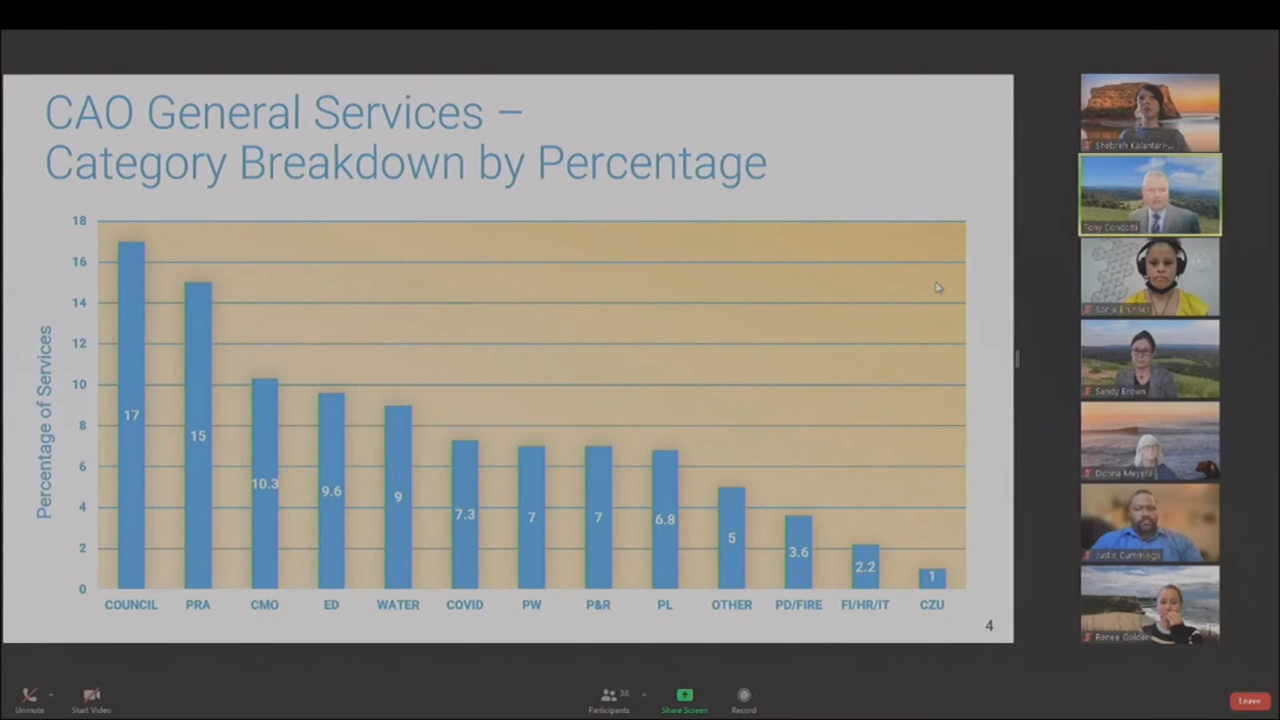 CAO General Services –
Category Breakdown by Percentage
Percentage of Services
18
16
14
12
10
8
6
4
2
0
17
15
10.3
9.6
9
7.3
7
7
6.8
5
3.6
2.2
1
COUNCIL PRA CMO ED WATER COVID PW P&R PL OTHER PD/FIRE FI/HR/IT CZU
4
Shebreh Kalantari-...
Tony Condotti
Sandy Brown
Donna Meyers
Justin Cummings
Renee Golder
Unmute
Start Video
38
Participants
Share Screen
Record
Leave